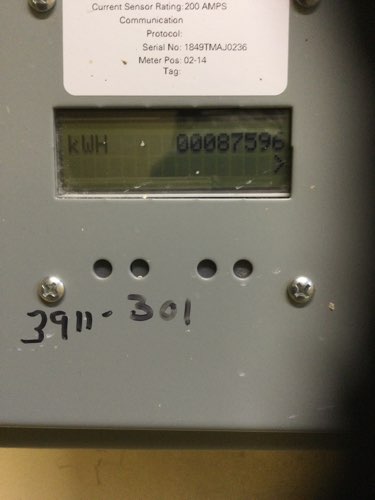 Current Sensor Rating: 200 AMPS
Communication
Protocol:
Serial No: 1849TMAJ0236
Meter Pos: 02-14
Tag:
kWH 00087596
>
3911-301